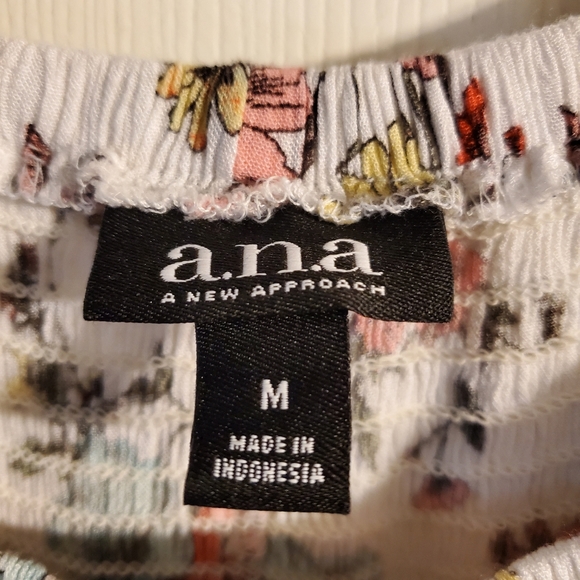 a.n.a
A NEW APPROACH
M
MADE IN
INDONESIA